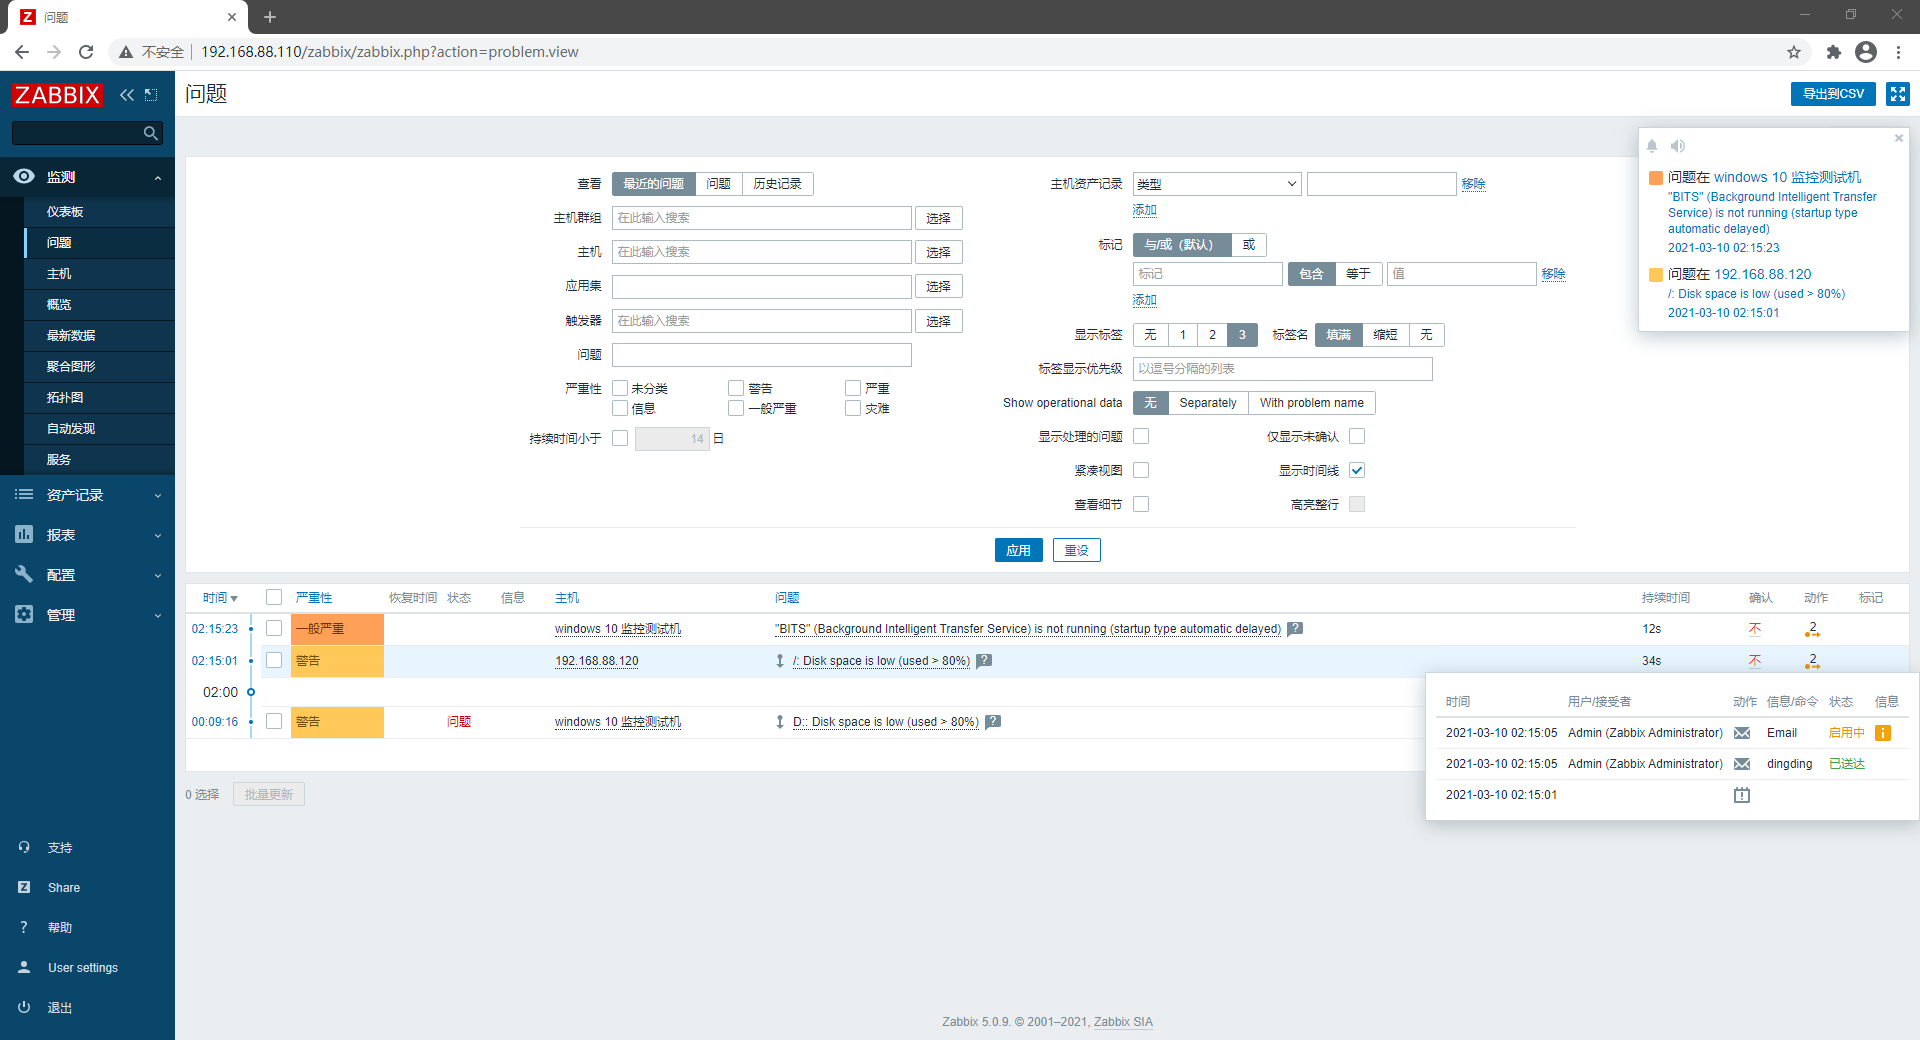 问题
不安全
192.168.88.110/zabbix/zabbix.php?action=problem.view
ZABBIX
监测
仪表板
问题
主机
概览
最新数据
聚合图形
拓扑图
自动发现
服务
资产记录
报表
配置
管理
支持
Share
帮助
User settings
退出
问题
导出到CSV
查看 最近的问题 问题 历史记录
主机群组 在此输入搜索 选择
主机 在此输入搜索 选择
应用集 选择
触发器 在此输入搜索 选择
问题
严重性 未分类 警告 严重
信息 一般严重 灾难
持续时间小于 14 日
主机资产记录 类型 移除
添加
标记 与/或（默认） 或
标记 包含 等于 值 移除
添加
显示标签 无 1 2 3 标签名 填满 缩短 无
标签显示优先级 以逗号分隔的列表
Show operational data 无 Separately With problem name
显示处理的问题 仅显示未确认
紧凑视图 显示时间线
查看细节 高亮整行
应用 重设
问题在 windows 10 监控测试机
"BITS" (Background Intelligent Transfer
Service) is not running (startup type
automatic delayed)
2021-03-10 02:15:23
问题在 192.168.88.120
/: Disk space is low (used > 80%)
2021-03-10 02:15:01
时间 严重性 恢复时间 状态 信息 主机 问题 持续时间 确认 动作 标记
02:15:23 一般严重 windows 10 监控测试机 "BITS" (Background Intelligent Transfer Service) is not running (startup type automatic delayed) ? 12s 不 2
02:15:01 警告 192.168.88.120 /: Disk space is low (used > 80%) ? 34s 不 2
02:00
00:09:16 警告 问题 windows 10 监控测试机 D:: Disk space is low (used > 80%) ?
时间 用户/接受者 动作 信息/命令 状态 信息
2021-03-10 02:15:05 Admin (Zabbix Administrator) Email 启用中
2021-03-10 02:15:05 Admin (Zabbix Administrator) dingding 已送达
2021-03-10 02:15:01
0 选择 批量更新
Zabbix 5.0.9. © 2001–2021, Zabbix SIA